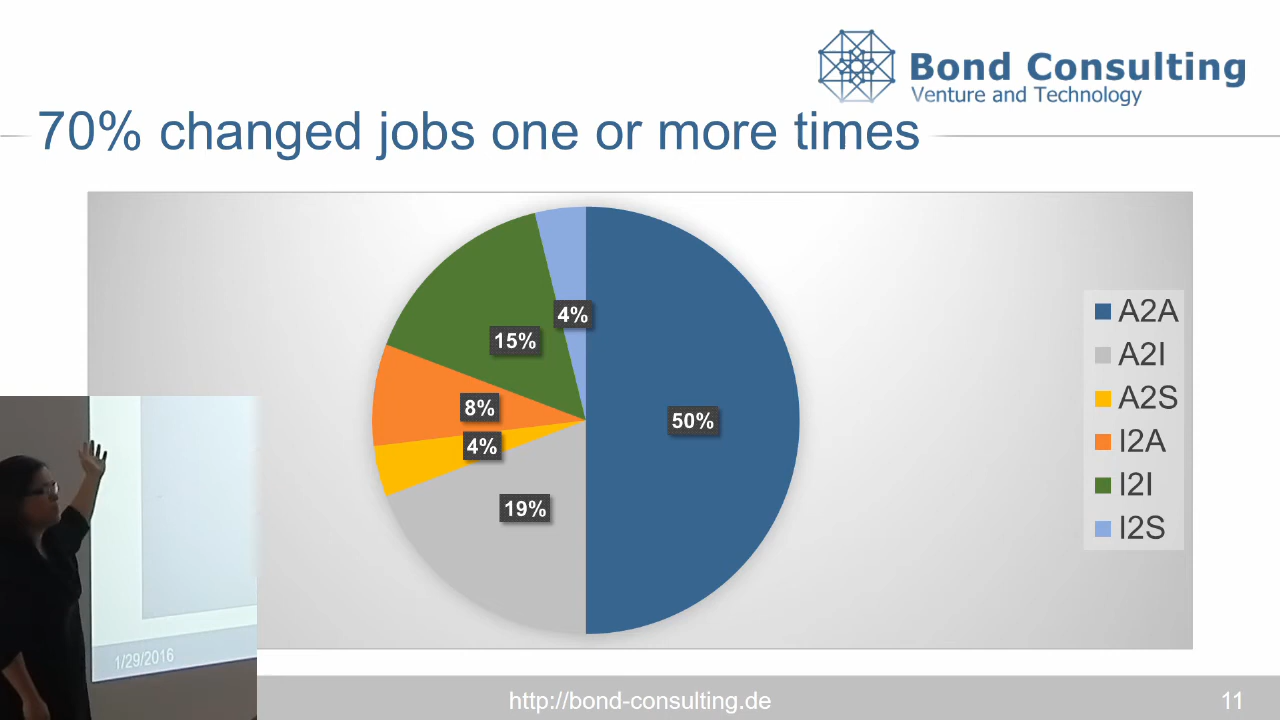 Bond Consulting
Venture and Technology
70% changed jobs one or more times
4%
15%
8%
4%
50%
19%
A2A
A2I
A2S
I2A
I2I
I2S
1/29/2016
http://bond-consulting.de
11